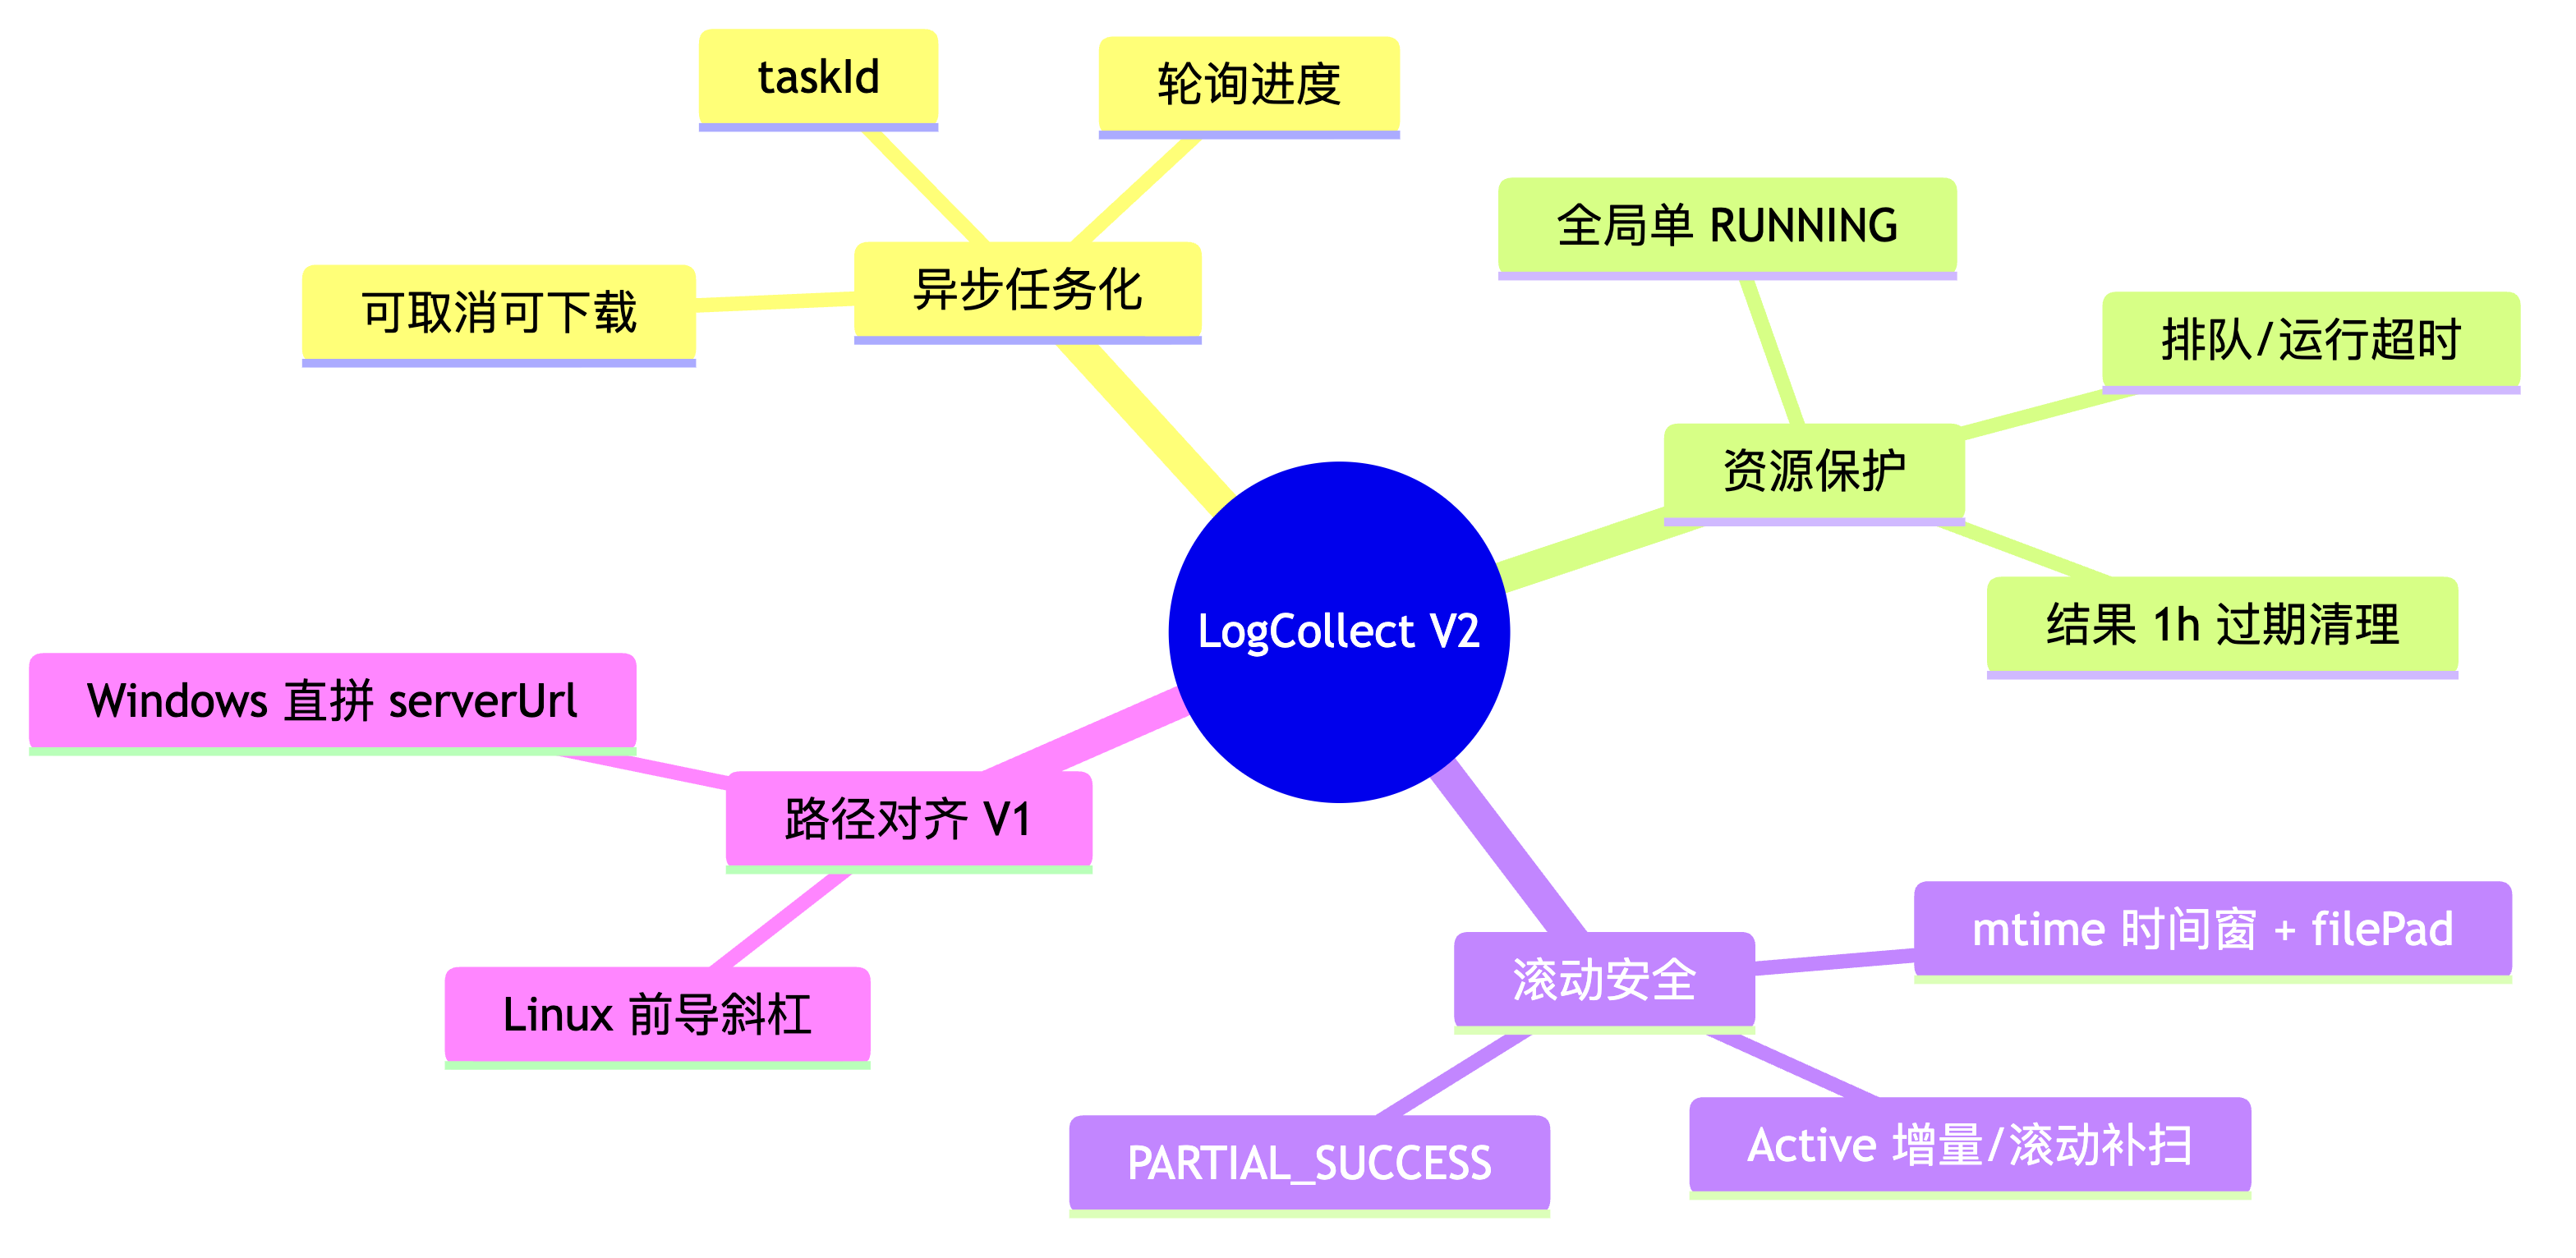 taskId
轮询进度
可取消可下载
异步任务化
全局单 RUNNING
排队/运行超时
资源保护
结果 1h 过期清理
LogCollect V2
Windows 直拼 serverUrl
路径对齐 V1
Linux 前导斜杠
mtime 时间窗 + filePad
滚动安全
Active 增量/滚动补扫
PARTIAL_SUCCESS